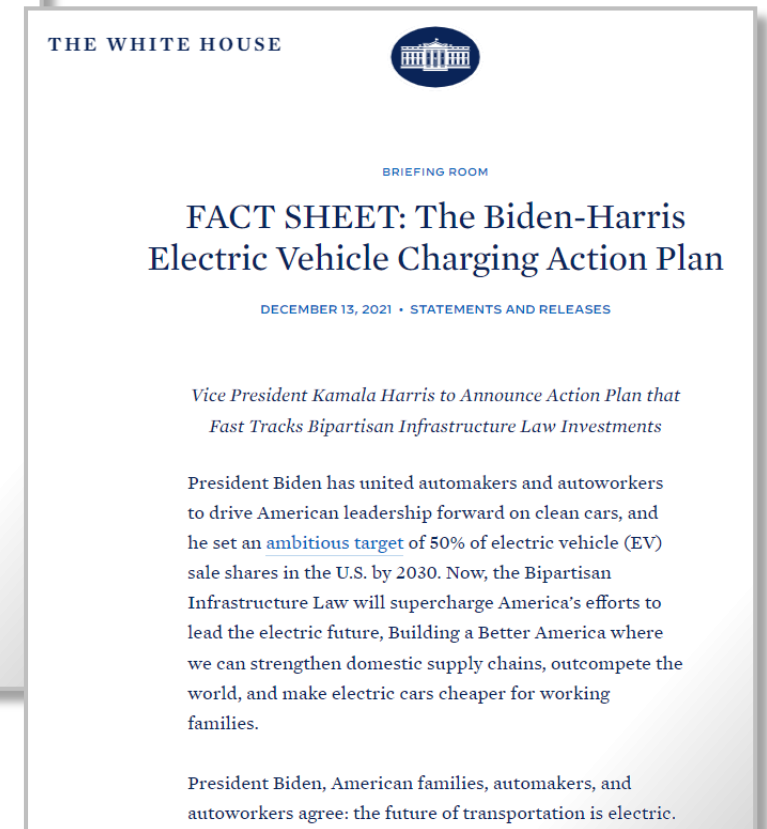 THE WHITE HOUSE
BRIEFING ROOM
FACT SHEET: The Biden-Harris
Electric Vehicle Charging Action Plan
DECEMBER 13, 2021 • STATEMENTS AND RELEASES
Vice President Kamala Harris to Announce Action Plan that
Fast Tracks Bipartisan Infrastructure Law Investments
President Biden has united automakers and autoworkers
to drive American leadership forward on clean cars, and
he set an ambitious target of 50% of electric vehicle (EV)
sale shares in the U.S. by 2030. Now, the Bipartisan
Infrastructure Law will supercharge America’s efforts to
lead the electric future, Building a Better America where
we can strengthen domestic supply chains, outcompete the
world, and make electric cars cheaper for working
families.
President Biden, American families, automakers, and
autoworkers agree: the future of transportation is electric.